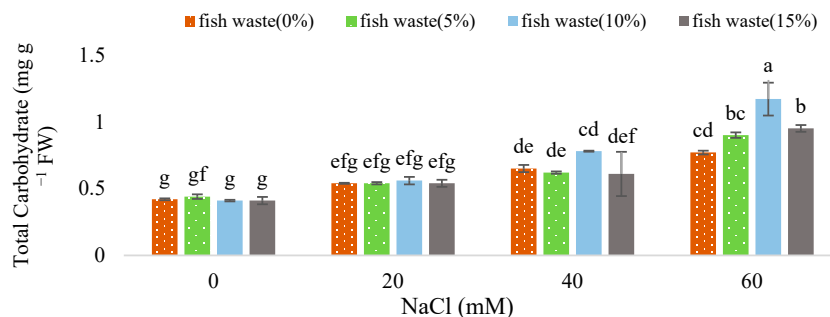 fish waste(0%) fish waste(5%) fish waste(10%) fish waste(15%)
Total Carbohydrate (mg g
⁻¹ FW)
1.5
1
0.5
0
g gf g g
efg efg efg efg
de de cd def
cd bc a b
0 20 40 60
NaCl (mM)